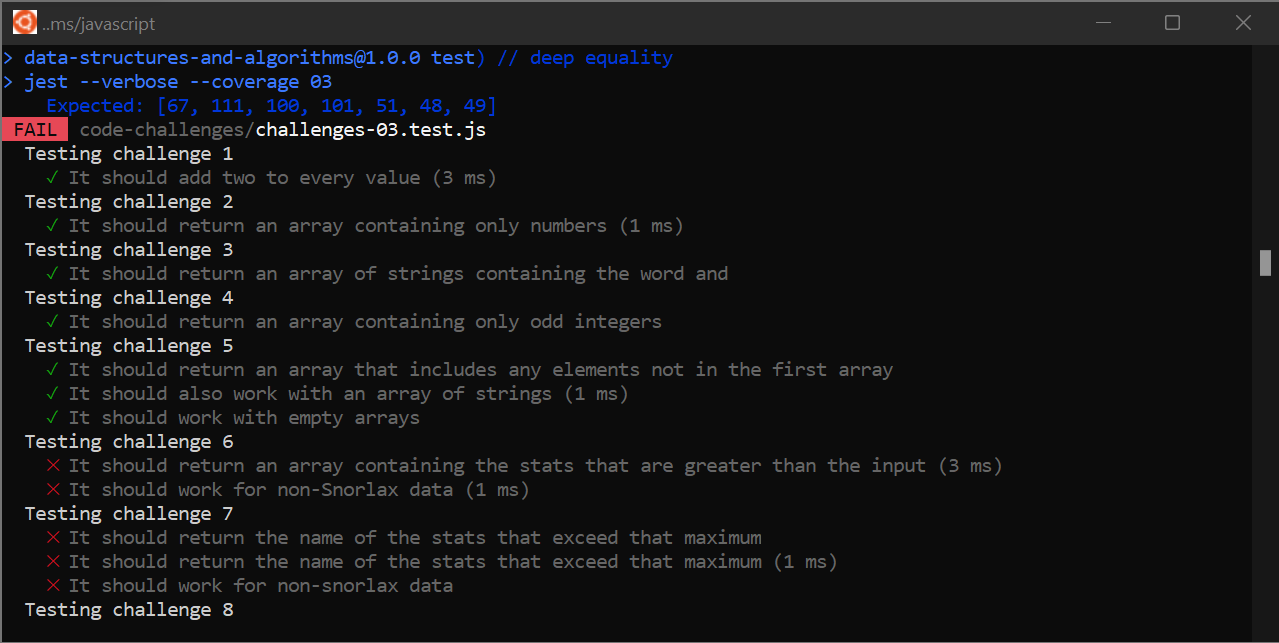 ..ms/javascript
> data-structures-and-algorithms@1.0.0 test) // deep equality
> jest --verbose --coverage 03
Expected: [67, 111, 100, 101, 51, 48, 49]
FAIL code-challenges/challenges-03.test.js
Testing challenge 1
✓ It should add two to every value (3 ms)
Testing challenge 2
✓ It should return an array containing only numbers (1 ms)
Testing challenge 3
✓ It should return an array of strings containing the word and
Testing challenge 4
✓ It should return an array containing only odd integers
Testing challenge 5
✓ It should return an array that includes any elements not in the first array
✓ It should also work with an array of strings (1 ms)
✓ It should work with empty arrays
Testing challenge 6
✕ It should return an array containing the stats that are greater than the input (3 ms)
✕ It should work for non-Snorlax data (1 ms)
Testing challenge 7
✕ It should return the name of the stats that exceed that maximum
✕ It should return the name of the stats that exceed that maximum (1 ms)
✕ It should work for non-snorlax data
Testing challenge 8